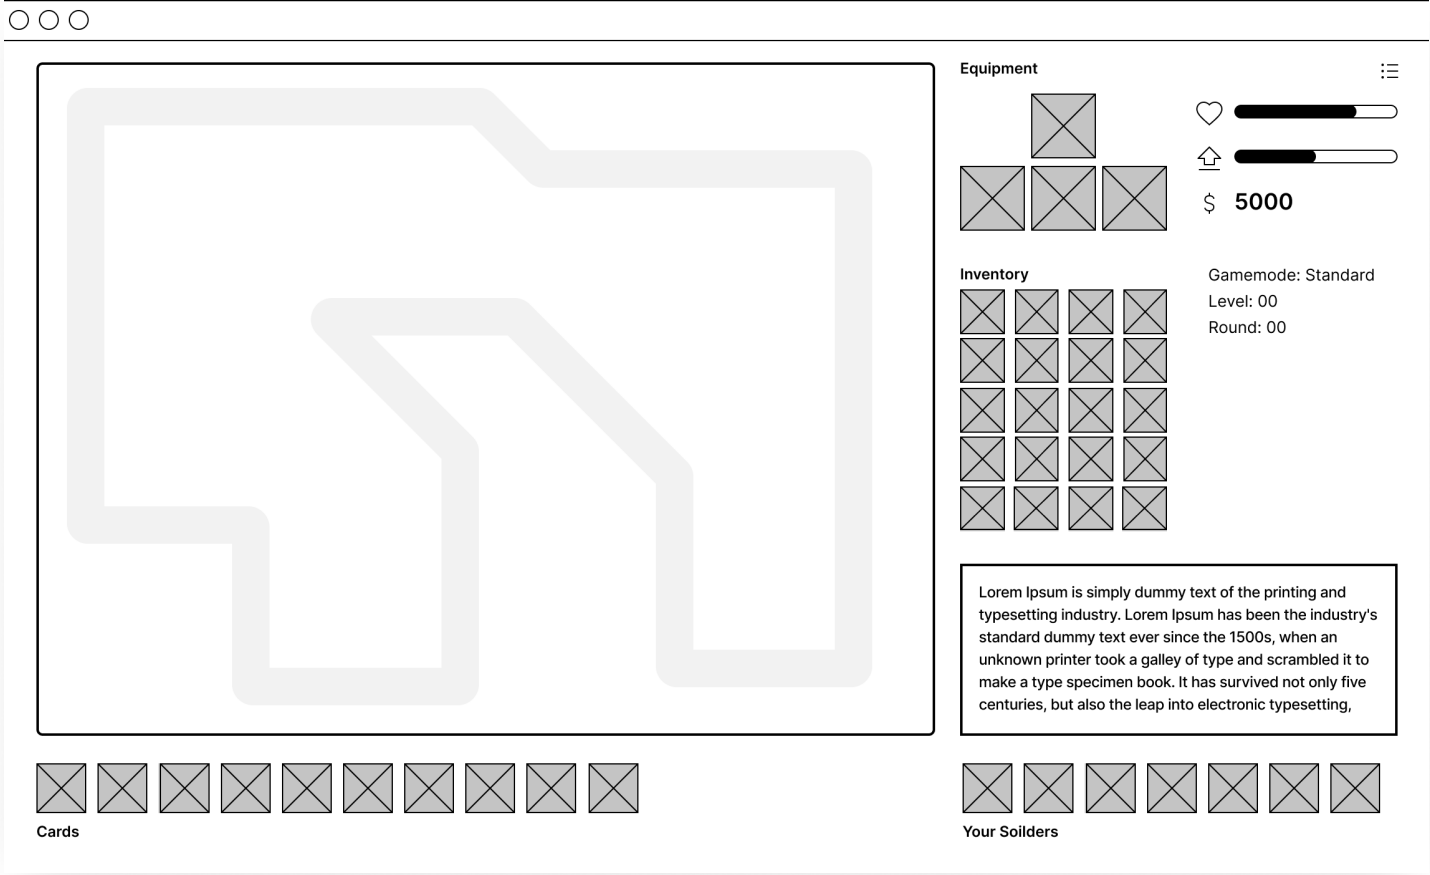 Equipment
$ 5000
Inventory
Gamemode: Standard
Level: 00
Round: 00
Lorem Ipsum is simply dummy text of the printing and
typesetting industry. Lorem Ipsum has been the industry's
standard dummy text ever since the 1500s, when an
unknown printer took a galley of type and scrambled it to
make a type specimen book. It has survived not only five
centuries, but also the leap into electronic typesetting,
Cards
Your Soilders